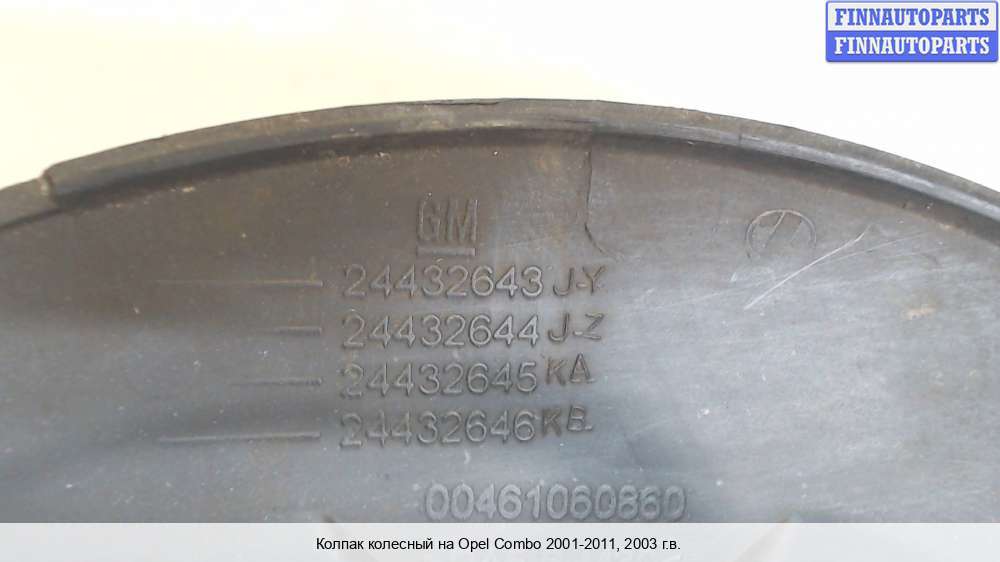 FINNAUTOPARTS
FINNAUTOPARTS
GM
24432643 J-Y
24432644 J-Z
24432645 KA
24432646 KB
00461060860
Колпак колесный на Opel Combo 2001-2011, 2003 г.в.